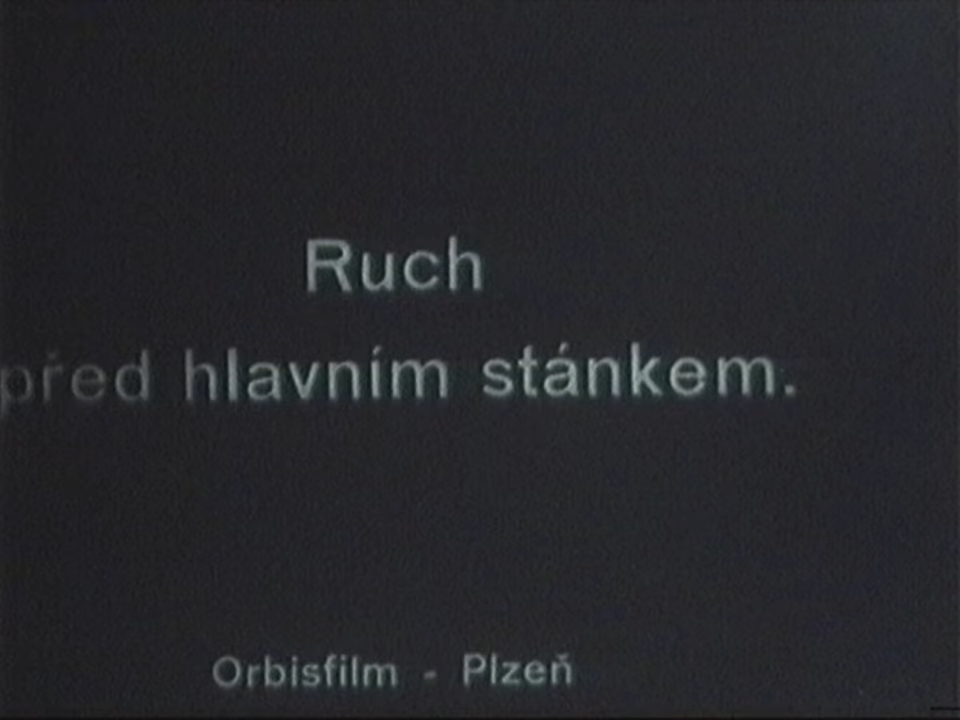 Ruch
před hlavním stánkem.
Orbisfilm - Plzeň